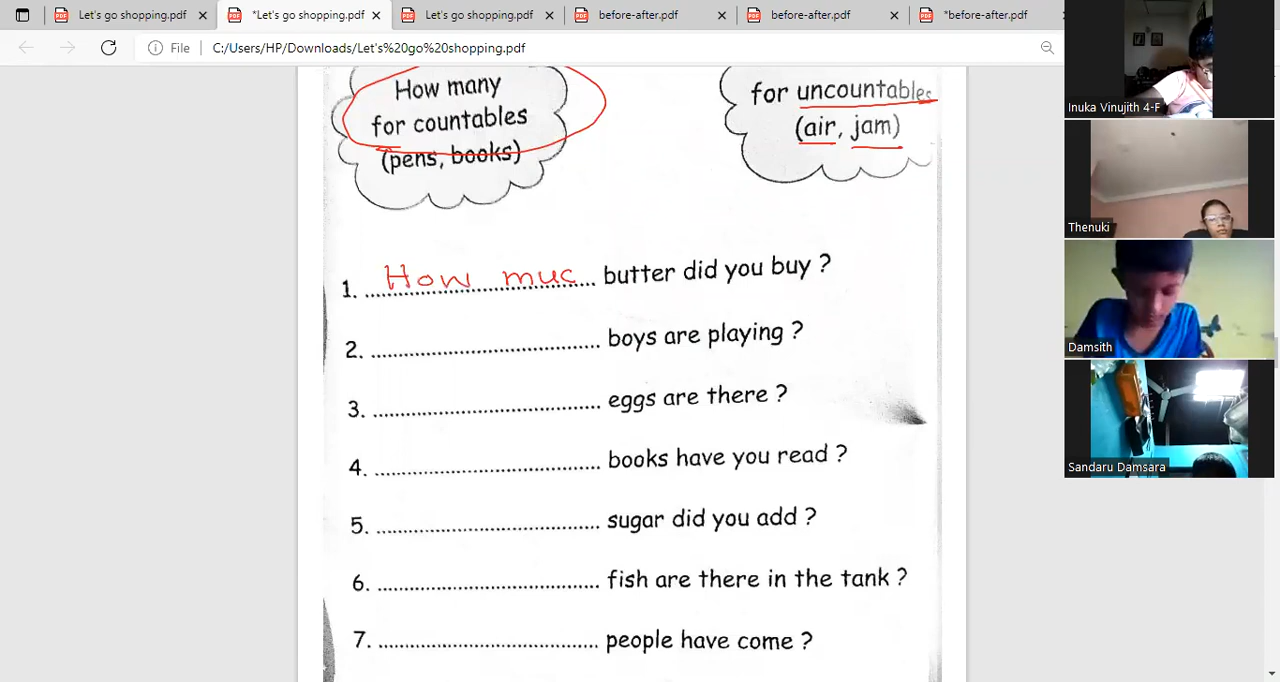 Let's go shopping.pdf
*Let's go shopping.pdf
Let's go shopping.pdf
before-after.pdf
before-after.pdf
*before-after.pdf
File
C:/Users/HP/Downloads/Let's%20go%20shopping.pdf
How many
for countables
(pens, books)
for uncountables
(air, jam)
1. How muc butter did you buy ?
2. boys are playing ?
3. eggs are there ?
4. books have you read ?
5. sugar did you add ?
6. fish are there in the tank ?
7. people have come ?
Inuka Vinujith 4-F
Thenuki
Damsith
Sandaru Damsara